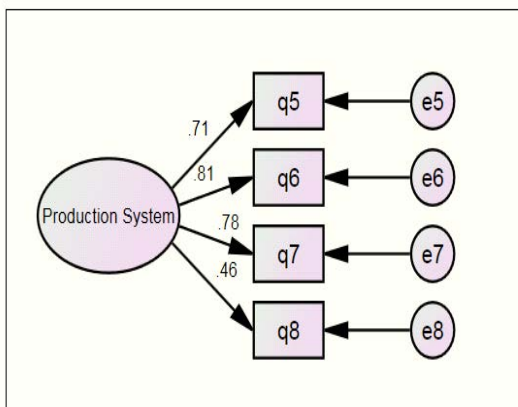 q5
e5
.71
q6
e6
.81
Production System
.78
q7
e7
.46
q8
e8